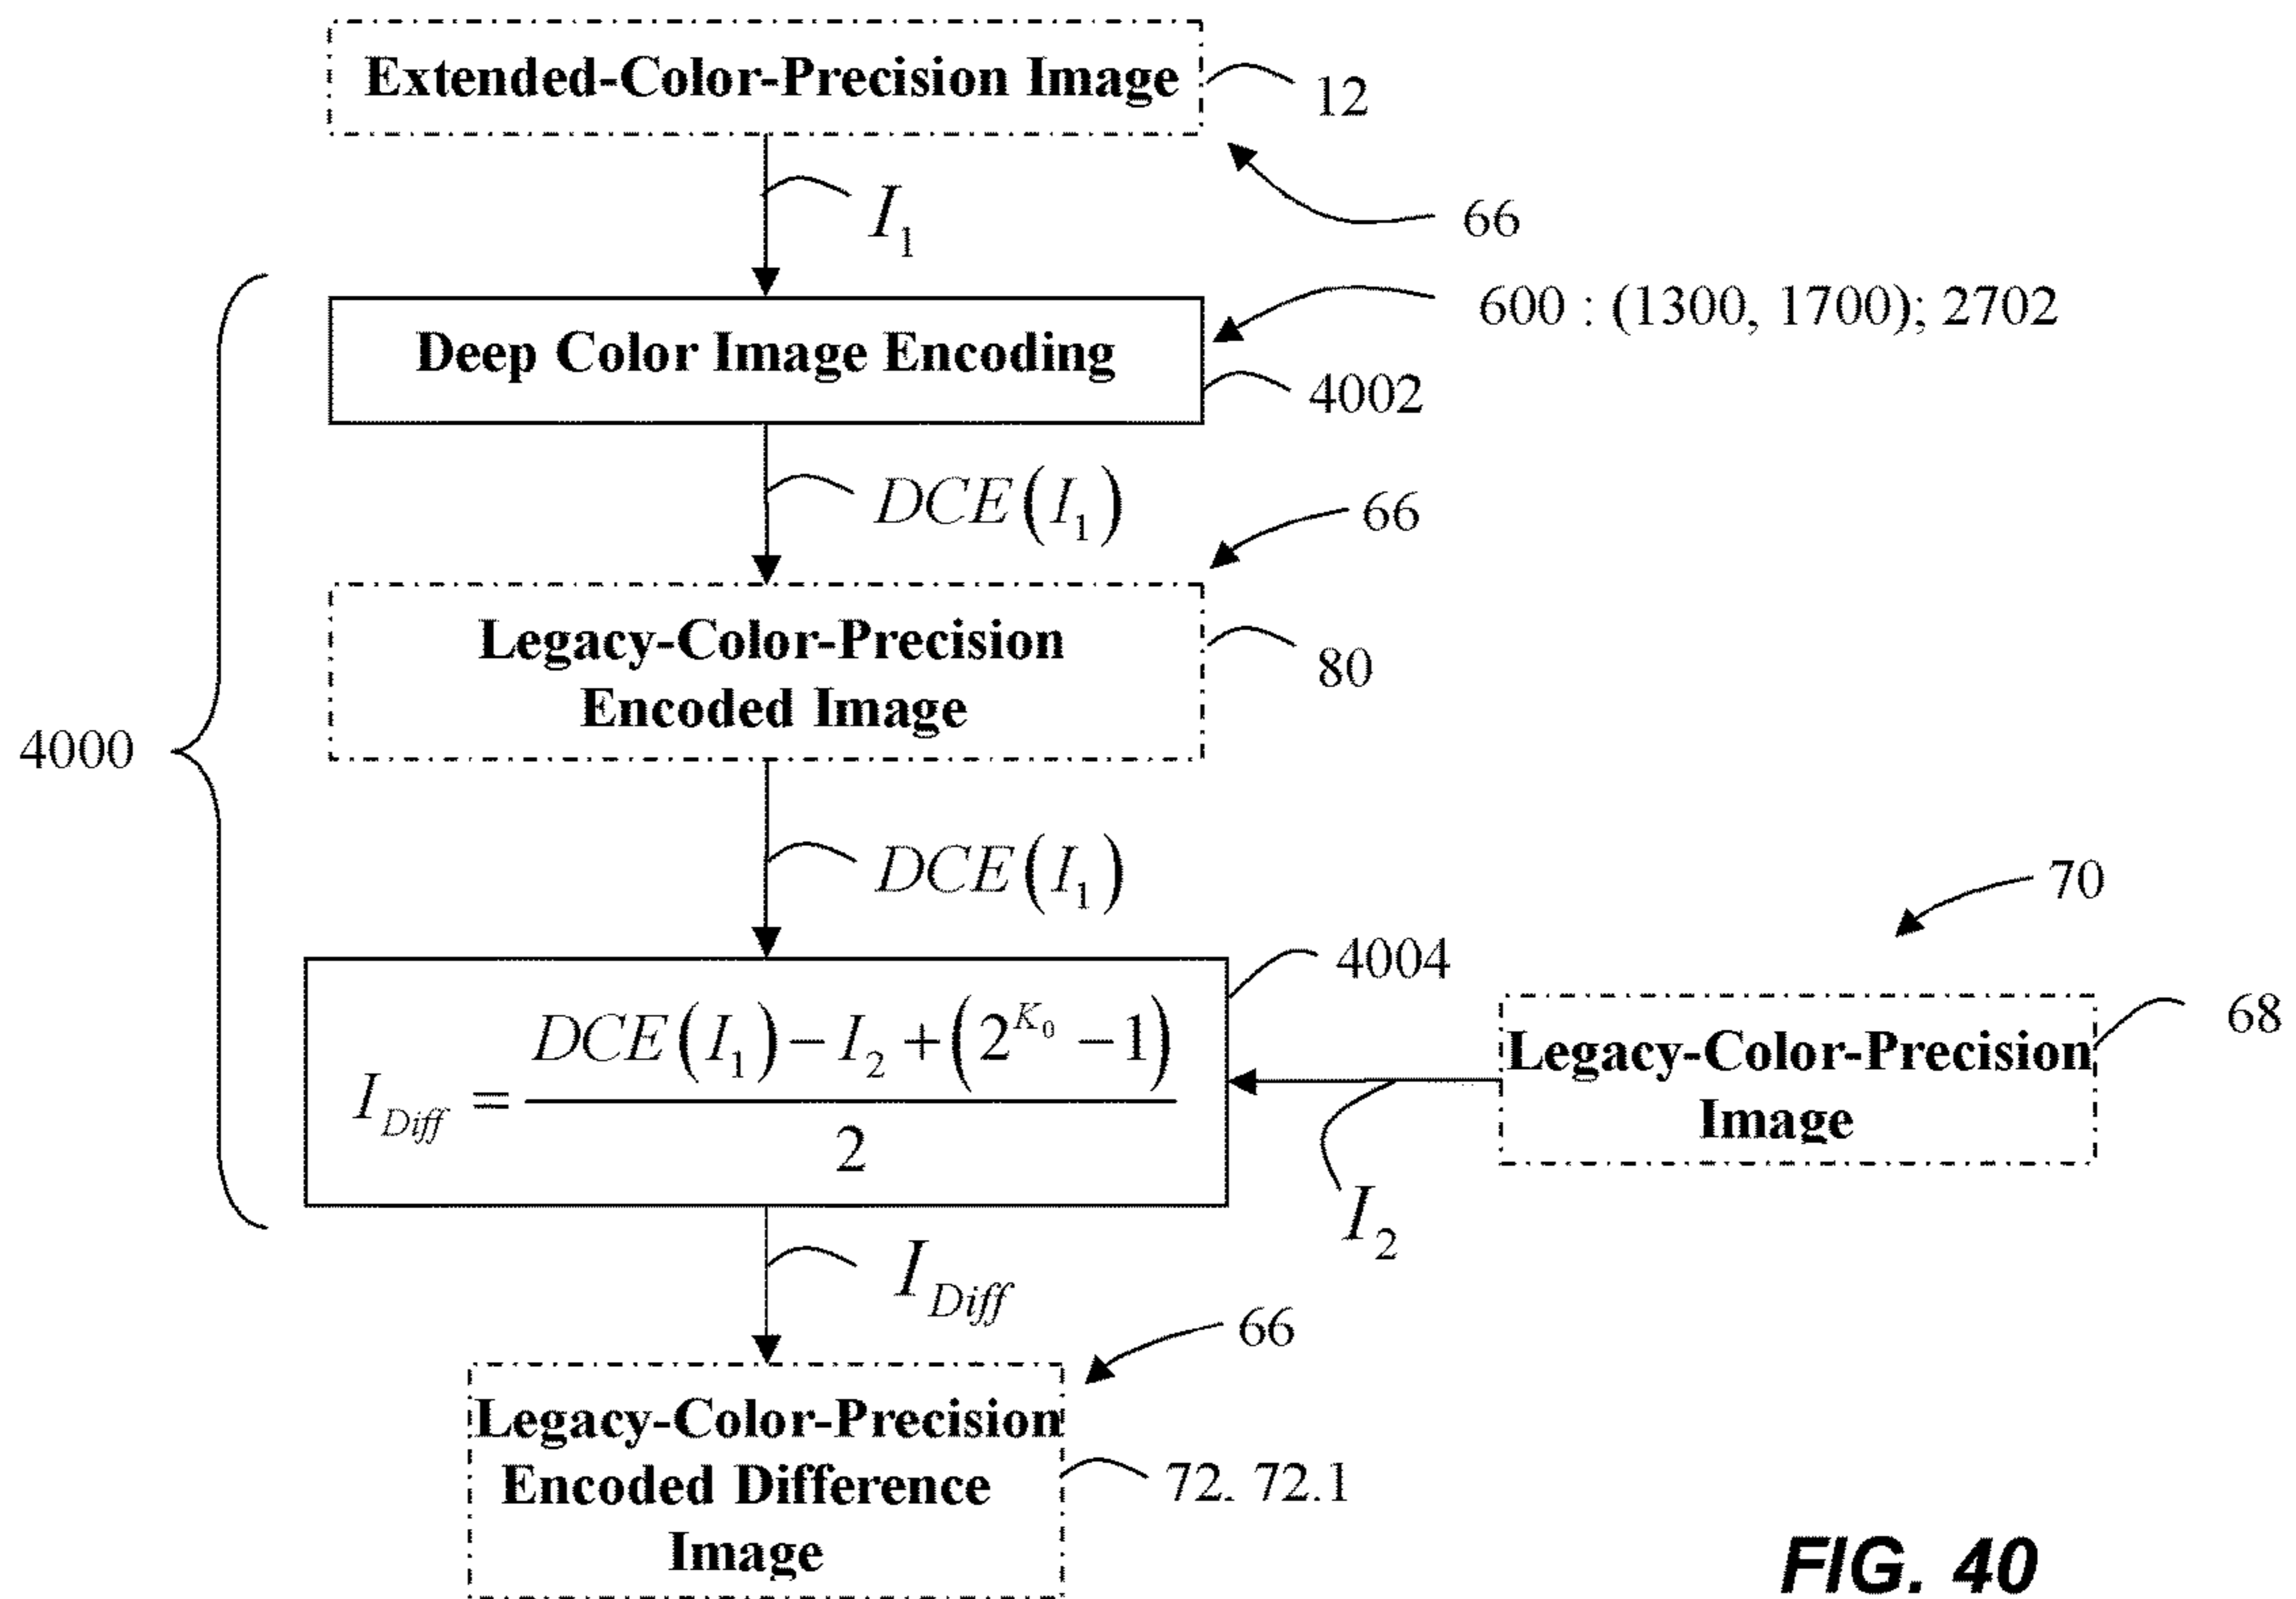 Extended-Color-Precision Image
12
I₁
66
600 : (1300, 1700); 2702
Deep Color Image Encoding
4002
DCE(I₁)
66
Legacy-Color-Precision
Encoded Image
80
4000
DCE(I₁)
70
4004
I_Diff = (DCE(I₁) − I₂ + (2^K₀ − 1)) / 2
68
Legacy-Color-Precision
Image
I₂
I_Diff
66
Legacy-Color-Precision
Encoded Difference
Image
72, 72.1
FIG. 40